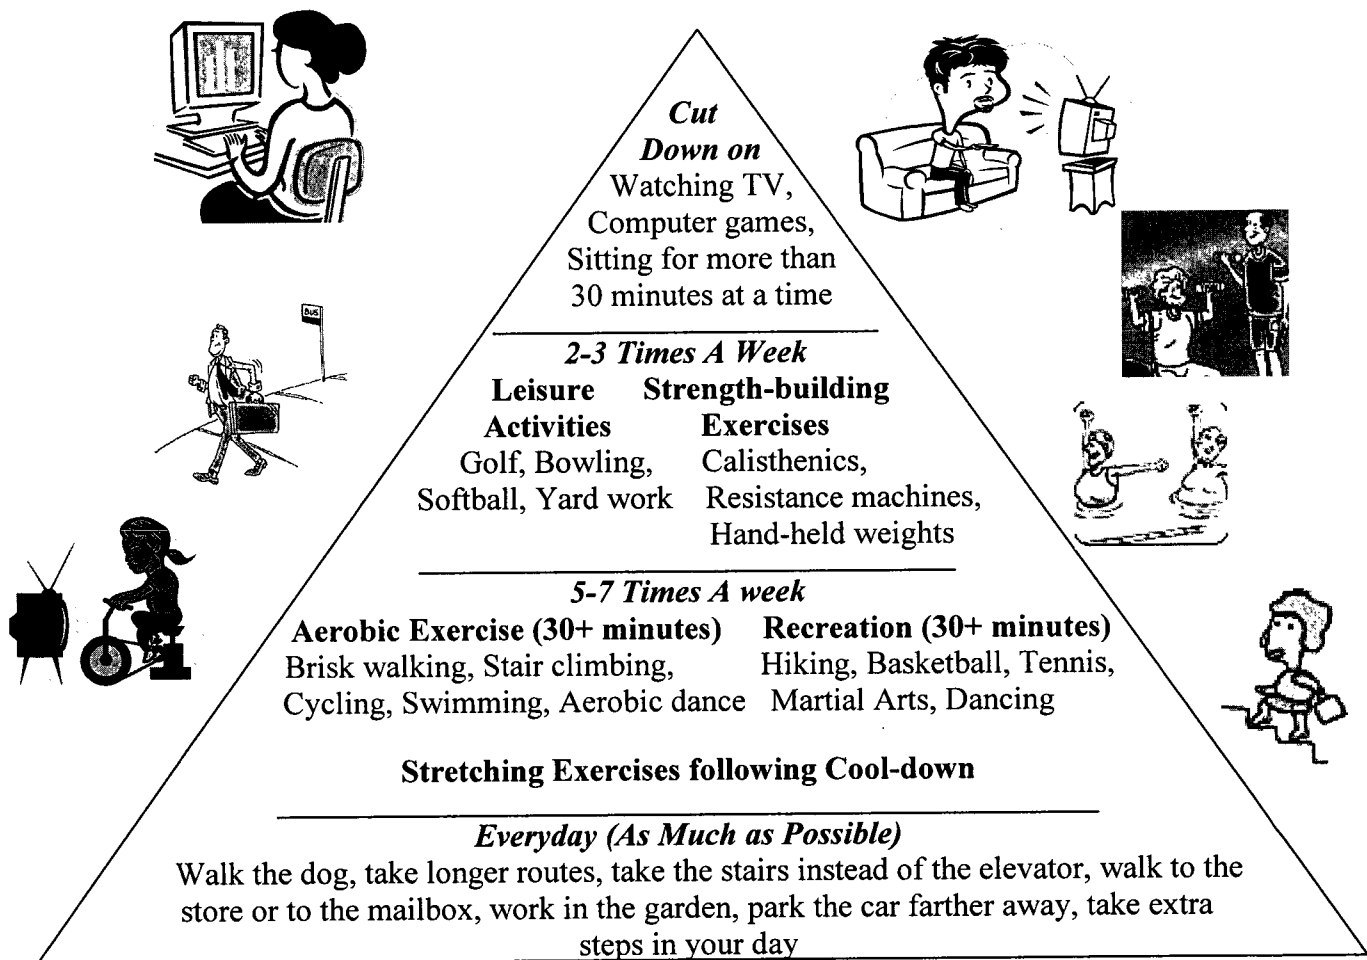 Cut
Down on
Watching TV,
Computer games,
Sitting for more than
30 minutes at a time
BUS
2-3 Times A Week
Leisure Strength-building
Activities Exercises
Golf, Bowling, Calisthenics,
Softball, Yard work Resistance machines,
Hand-held weights
5-7 Times A week
Aerobic Exercise (30+ minutes) Recreation (30+ minutes)
Brisk walking, Stair climbing, Hiking, Basketball, Tennis,
Cycling, Swimming, Aerobic dance Martial Arts, Dancing
Stretching Exercises following Cool-down
Everyday (As Much as Possible)
Walk the dog, take longer routes, take the stairs instead of the elevator, walk to the
store or to the mailbox, work in the garden, park the car farther away, take extra
steps in your day